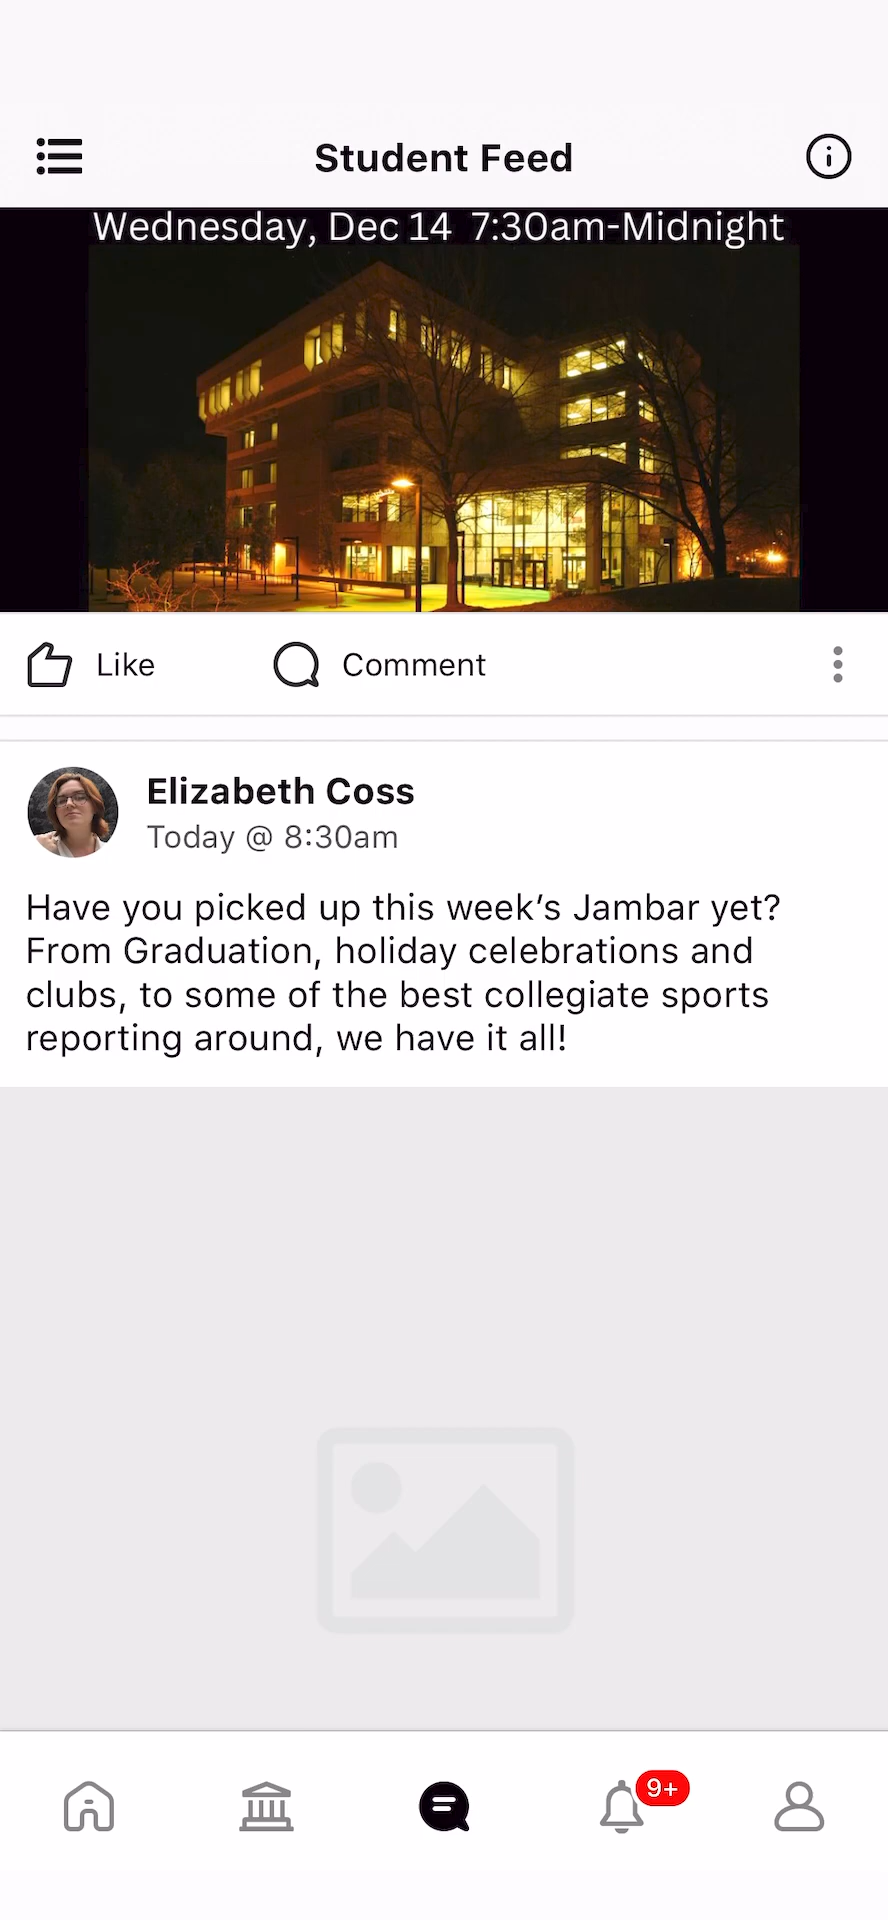 Student Feed
Wednesday, Dec 14 7:30am-Midnight
Like
Comment
Elizabeth Coss
Today @ 8:30am
Have you picked up this week’s Jambar yet?
From Graduation, holiday celebrations and
clubs, to some of the best collegiate sports
reporting around, we have it all!
9+